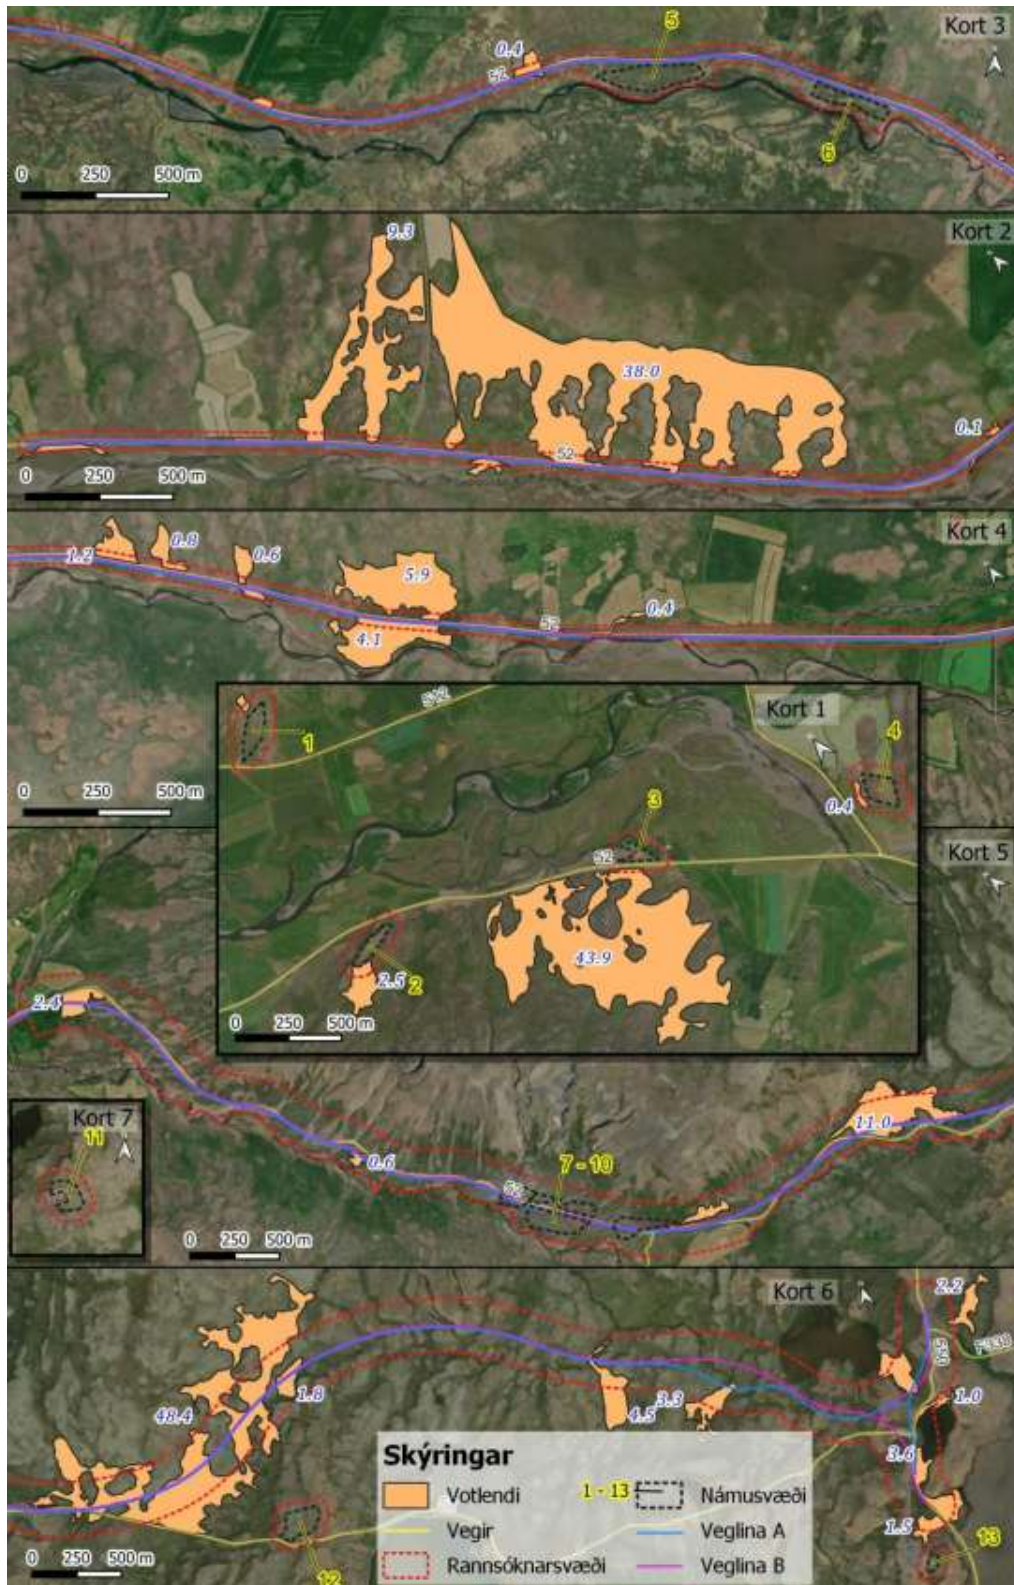 Kort 3
5
0.4
52
6
0 250 500 m
Kort 2
9.3
38.0
0.1
52
0 250 500 m
Kort 4
1.2
0.8
0.6
5.9
4.1
52
0.4
0 250 500 m
Kort 1
512
1
4
0.4
3
52
43.9
2.5
2
0 250 500 m
Kort 5
2.4
0.6
52
7 - 10
11.0
Kort 7
11
0 250 500 m
Kort 6
2.2
F338
1.0
48.4
1.8
4.5
3.3
3.6
1.5
13
12
0 250 500 m
Skýringar
Votlendi
1 - 13 Námusvæði
Vegir
Veglina A
Rannsóknarsvæði
Veglina B